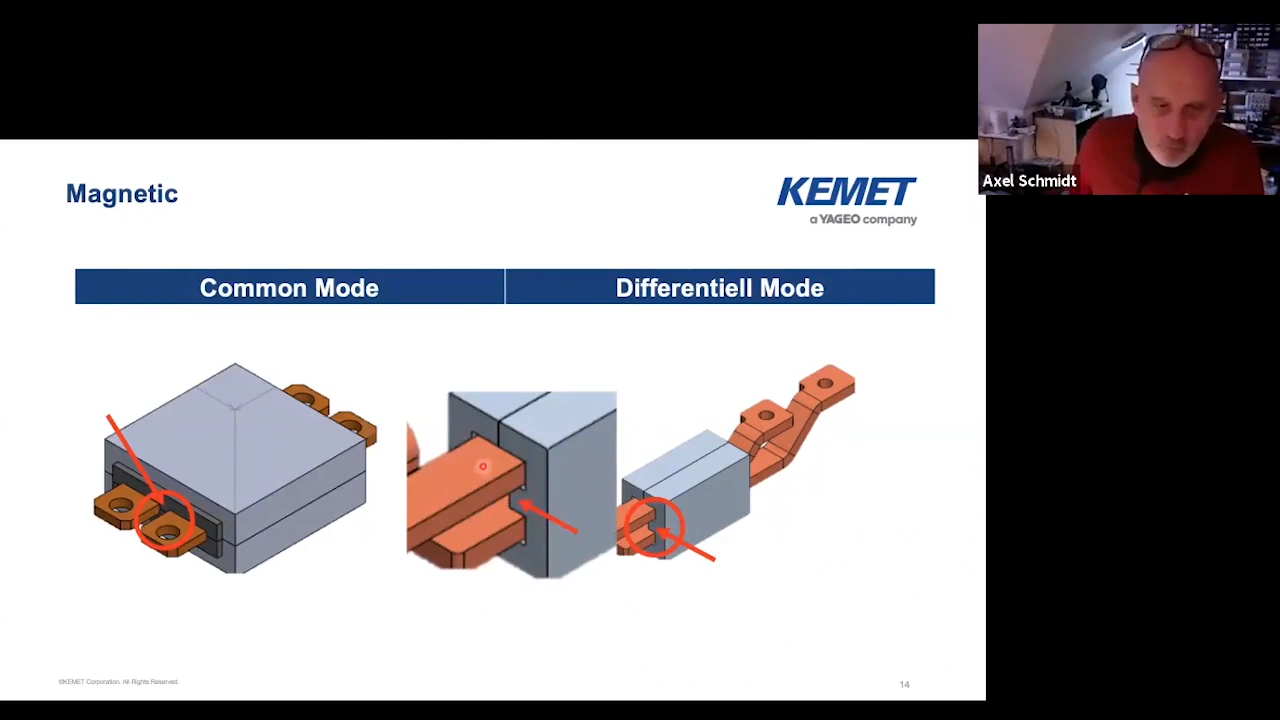 Axel Schmidt
Magnetic
KEMET
a YAGEO company
Common Mode
Differentiell Mode
©KEMET Corporation. All Rights Reserved.
14